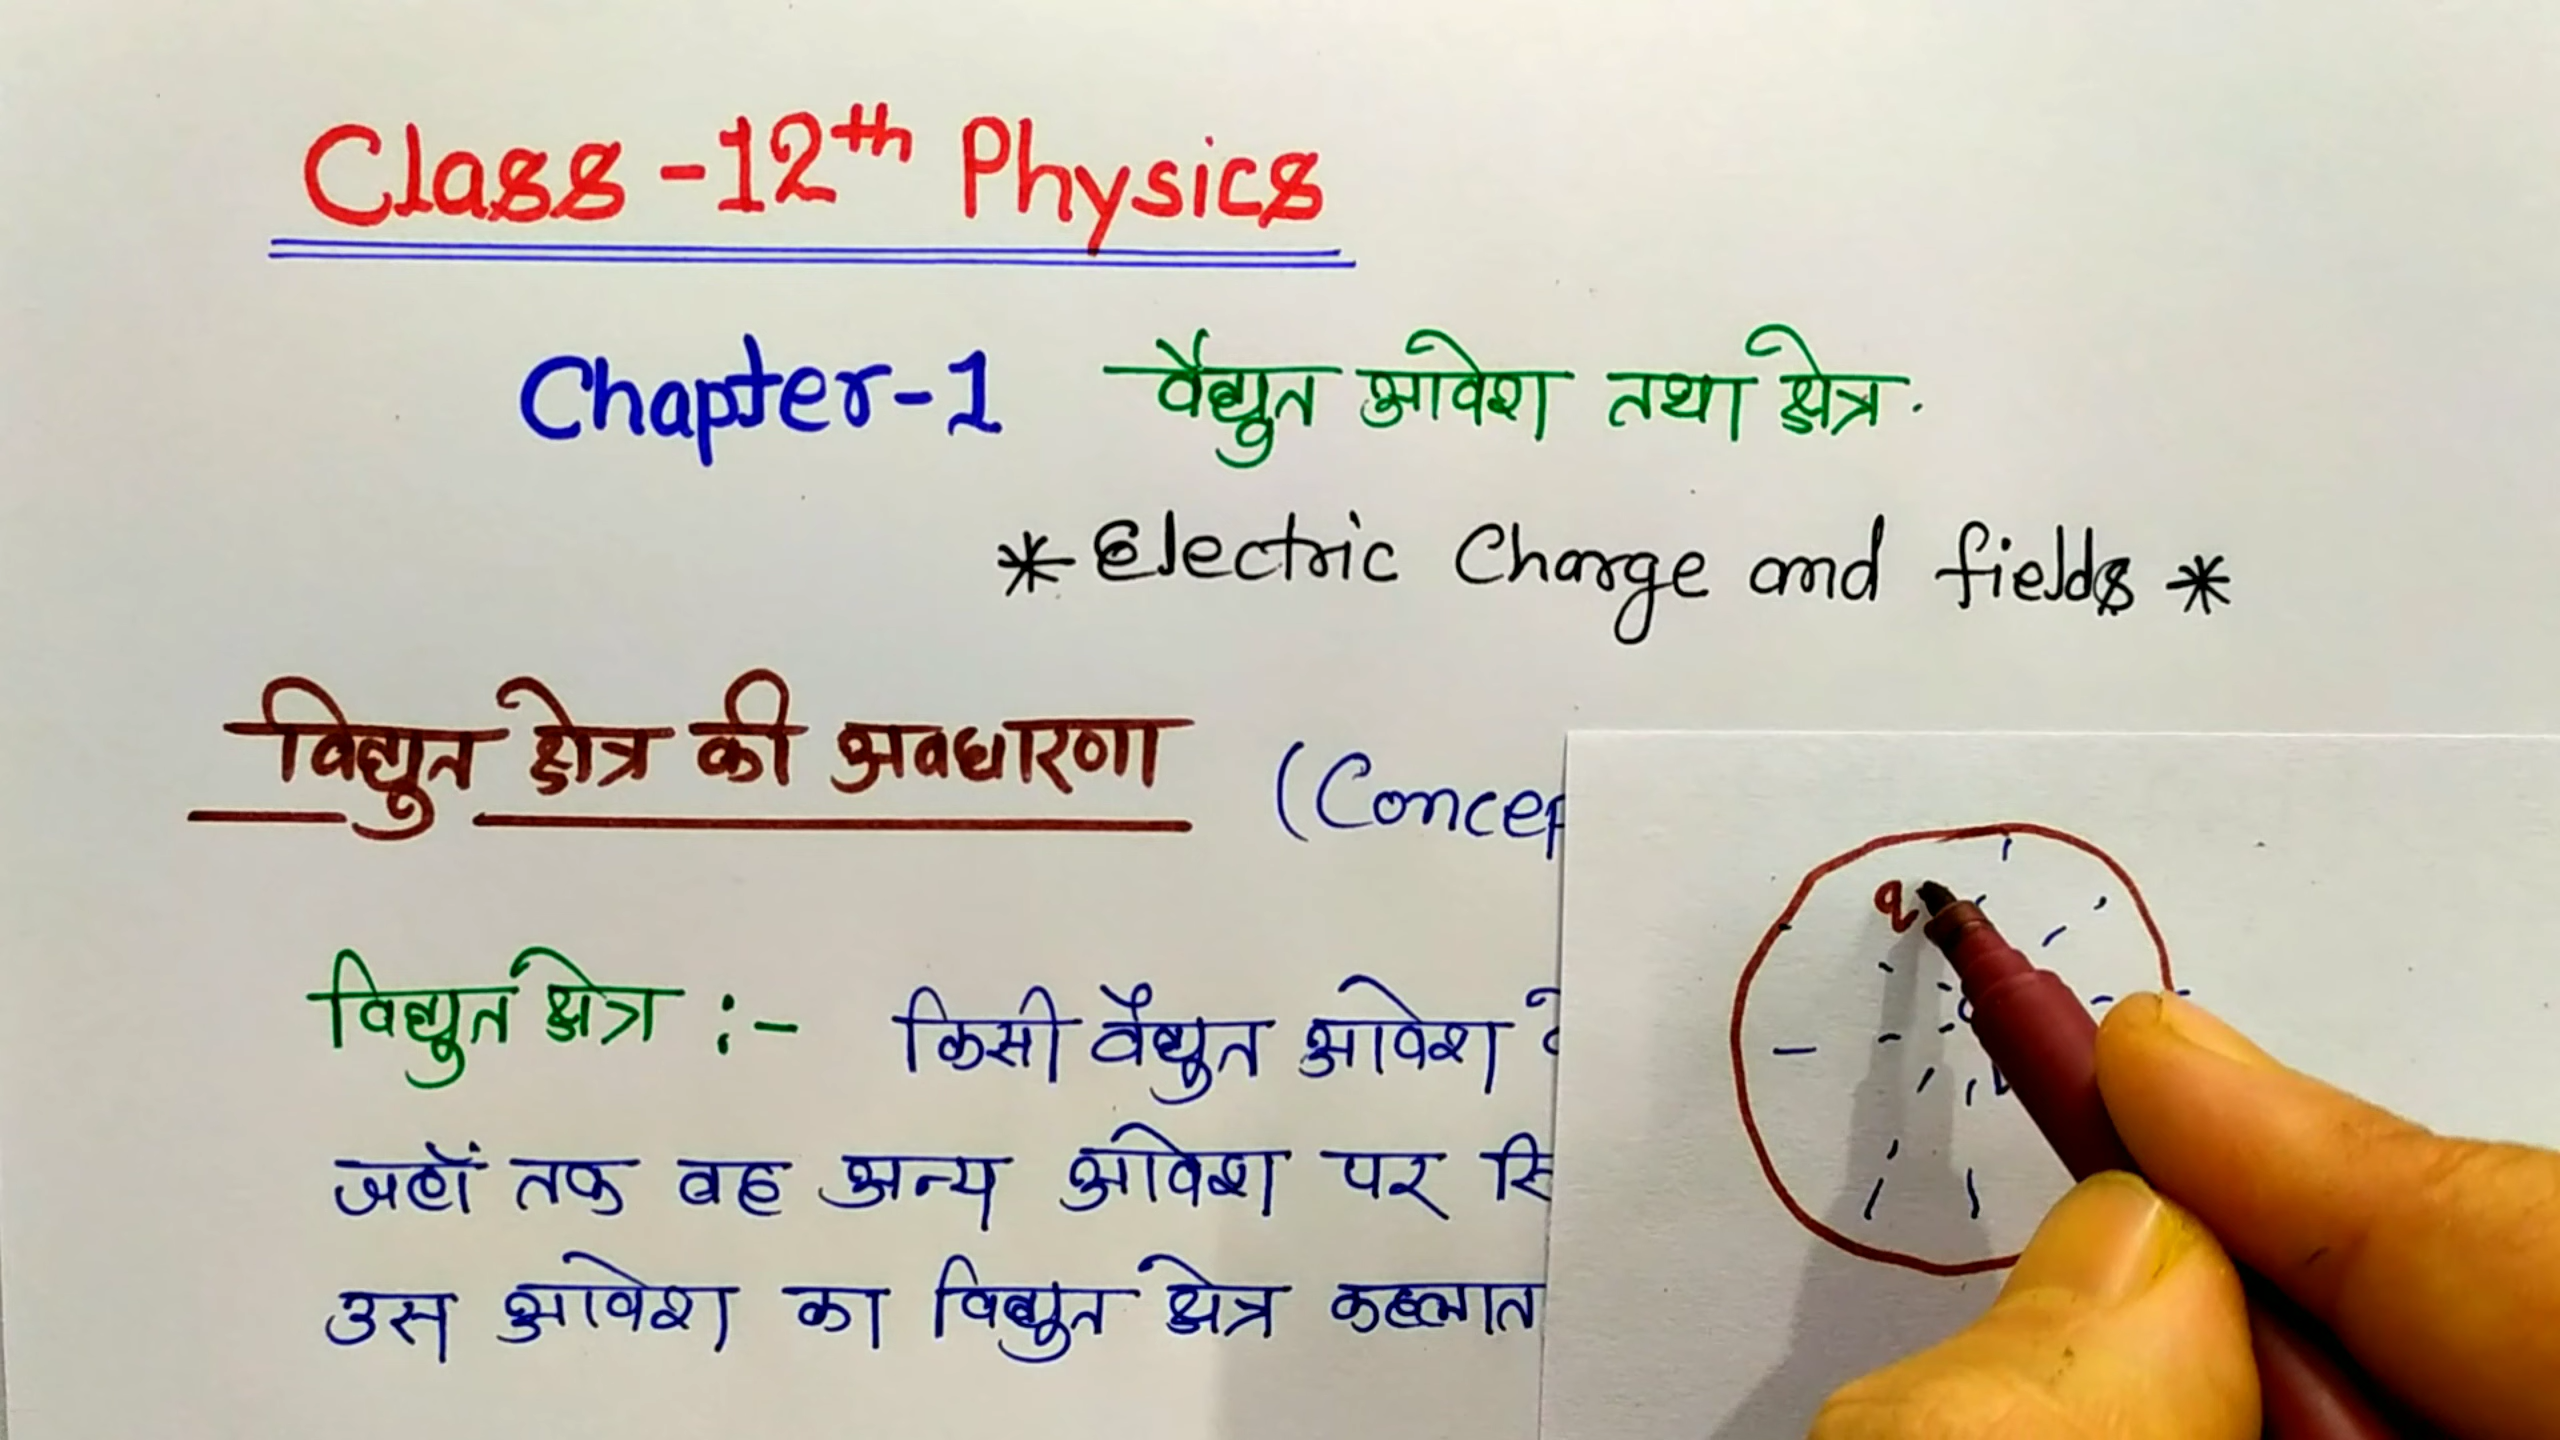 Class-12th Physics
Chapter-1 वैद्युत आवेश तथा क्षेत्र.
* Electric Charge and fields *
विद्युत क्षेत्र की अवधारणा (Concep
विद्युत क्षेत्र :- किसी वैद्युत आवेश
जहाँ तक वह अन्य आवेश पर
उस आवेश का विद्युत क्षेत्र कहलात
q